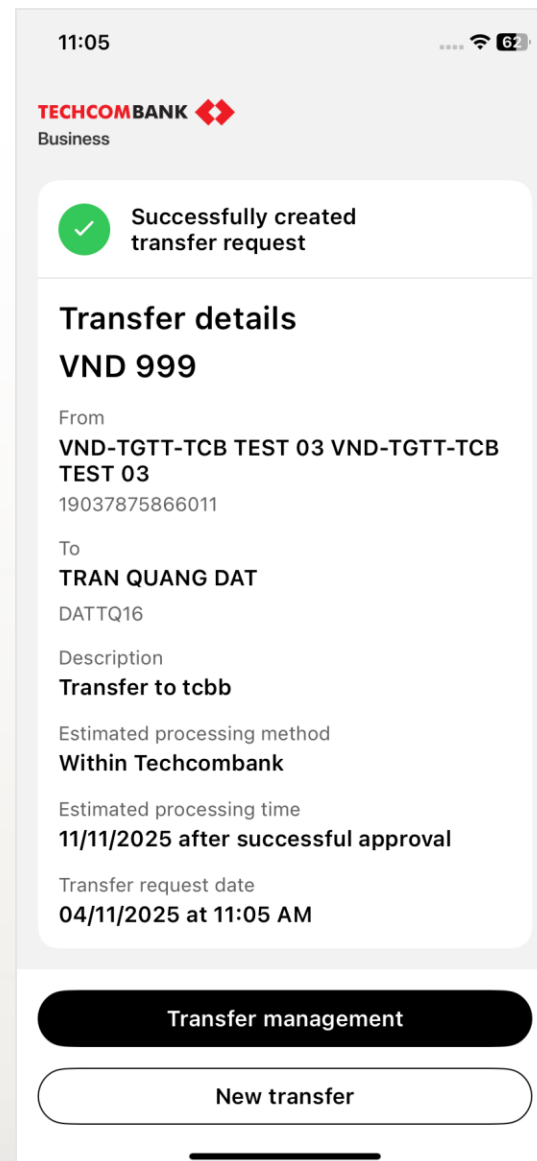 11:05
62
TECHCOMBANK
Business
Successfully created
transfer request
Transfer details
VND 999
From
VND-TGTT-TCB TEST 03 VND-TGTT-TCB
TEST 03
19037875866011
To
TRAN QUANG DAT
DATTQ16
Description
Transfer to tcbb
Estimated processing method
Within Techcombank
Estimated processing time
11/11/2025 after successful approval
Transfer request date
04/11/2025 at 11:05 AM
Transfer management
New transfer